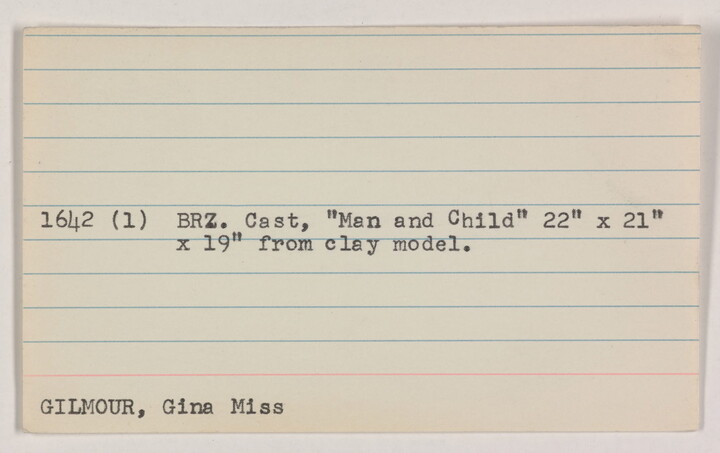 1642 (1) BRZ. Cast, "Man and Child" 22" x 21"
x 19" from clay model.
GILMOUR, Gina Miss